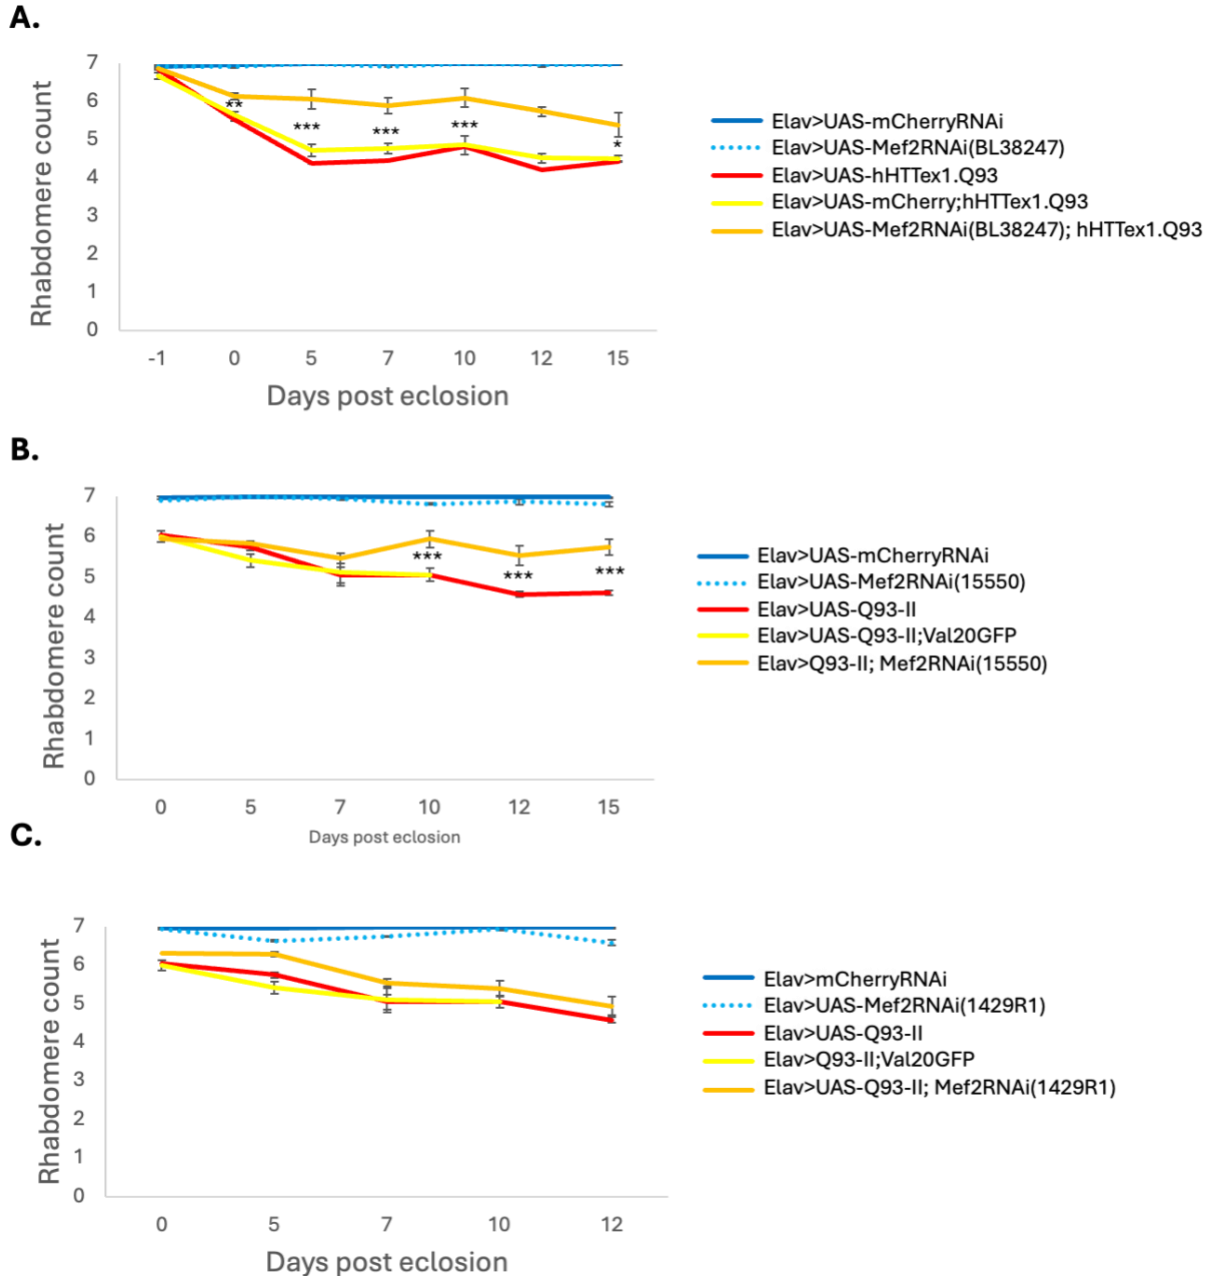 A.
7
6
5
4
3
2
1
0
Rhabdomere count
**
***
***
***
*
-1 0 5 7 10 12 15
Days post eclosion
Elav>UAS-mCherryRNAi
Elav>UAS-Mef2RNAi(BL38247)
Elav>UAS-hHTTex1.Q93
Elav>UAS-mCherry;hHTTex1.Q93
Elav>UAS-Mef2RNAi(BL38247); hHTTex1.Q93
B.
7
6
5
4
3
2
1
0
Rhabdomere count
***
***
***
0 5 7 10 12 15
Days post eclosion
Elav>UAS-mCherryRNAi
Elav>UAS-Mef2RNAi(15550)
Elav>UAS-Q93-II
Elav>UAS-Q93-II;Val20GFP
Elav>Q93-II; Mef2RNAi(15550)
C.
7
6
5
4
3
2
1
0
Rhabdomere count
0 5 7 10 12
Days post eclosion
Elav>mCherryRNAi
Elav>UAS-Mef2RNAi(1429R1)
Elav>UAS-Q93-II
Elav>Q93-II;Val20GFP
Elav>UAS-Q93-II; Mef2RNAi(1429R1)